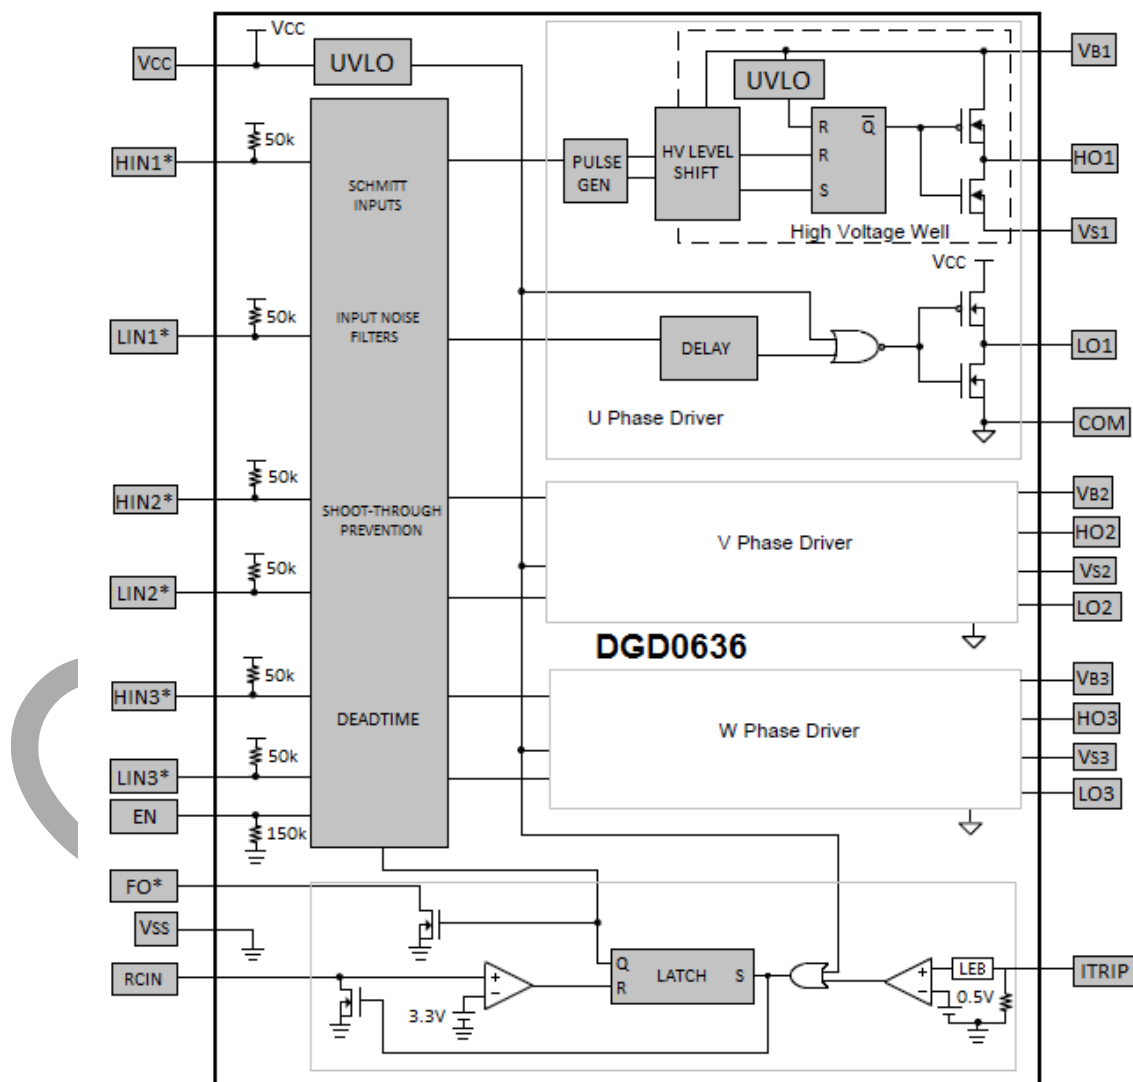 VCC
VCC
UVLO
VB1
UVLO
HIN1*
50k
PULSE
GEN
HV LEVEL
SHIFT
R
Q
R
S
HO1
SCHMITT
INPUTS
High Voltage Well
VS1
VCC
LIN1*
50k
INPUT NOISE
FILTERS
DELAY
LO1
U Phase Driver
COM
HIN2*
50k
SHOOT-THROUGH
PREVENTION
V Phase Driver
VB2
HO2
VS2
LO2
LIN2*
50k
DGD0636
HIN3*
50k
DEADTIME
W Phase Driver
VB3
HO3
VS3
LO3
LIN3*
50k
EN
150k
FO*
VSS
RCIN
+
−
3.3V
Q
R
LATCH
S
+
−
LEB
0.5V
ITRIP